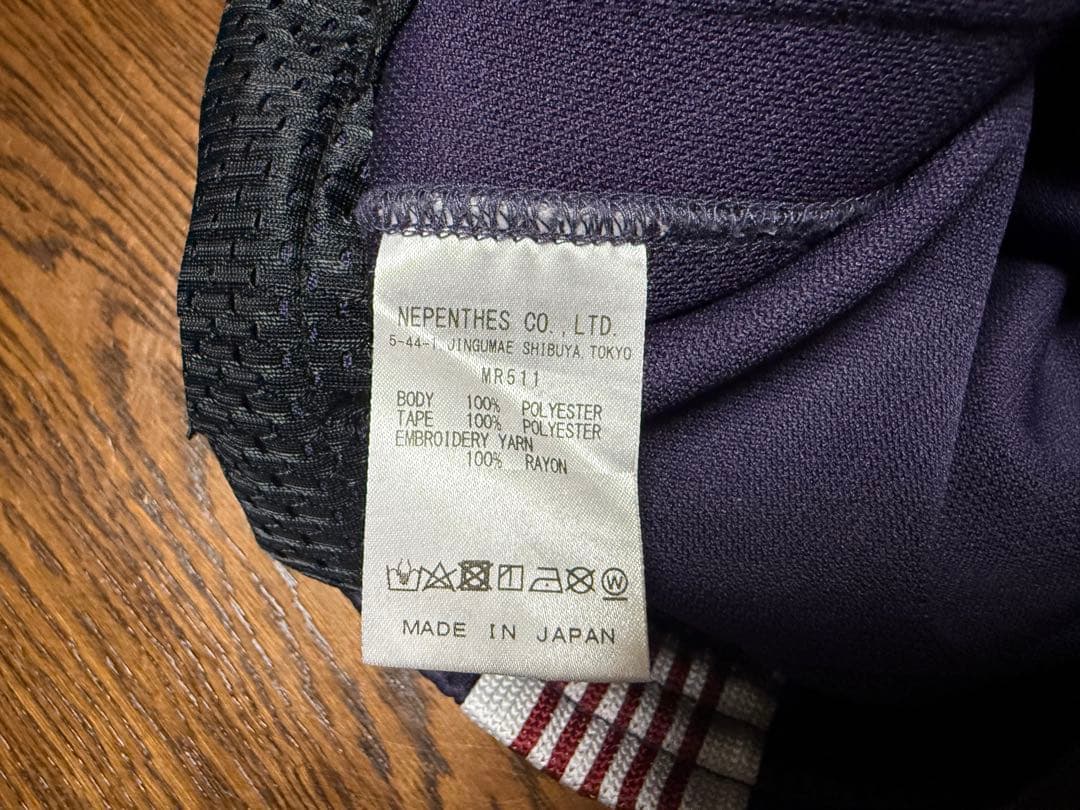 NEPENTHES CO.,LTD.
5-44-1 JINGUMAE SHIBUYA TOKYO
MR511
BODY 100% POLYESTER
TAPE 100% POLYESTER
EMBROIDERY YARN
100% RAYON
W
MADE IN JAPAN